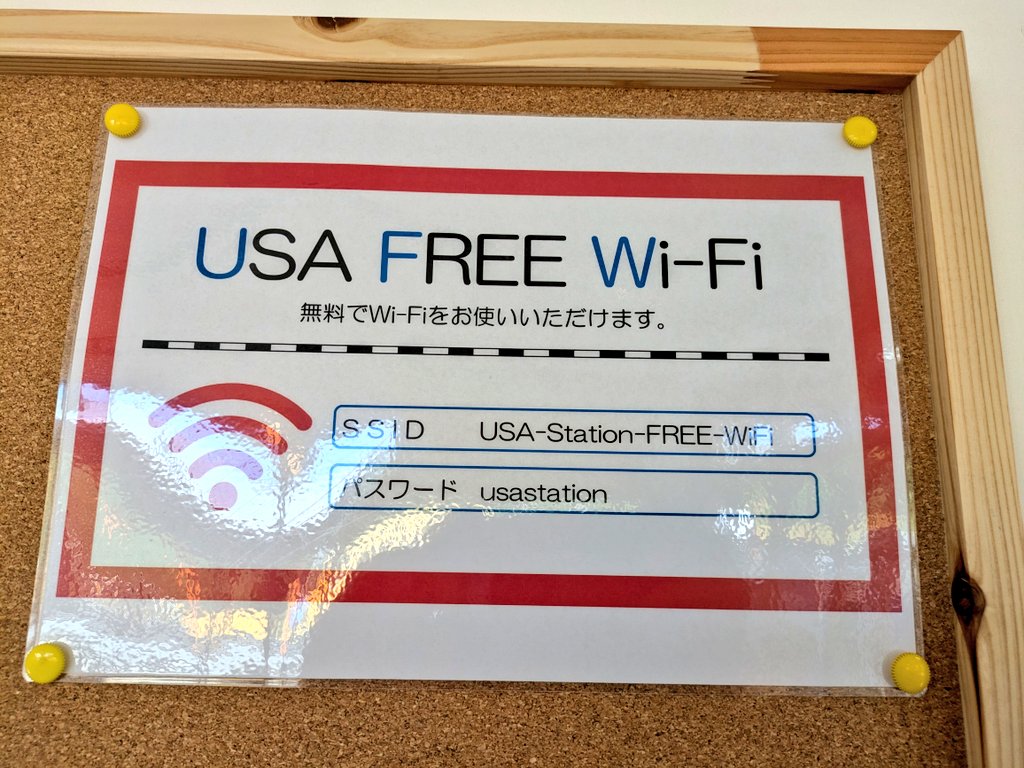 USA FREE Wi-Fi
無料でWi-Fiをお使いいただけます。
SSID USA-Station-FREE-WiFi
パスワード usastation